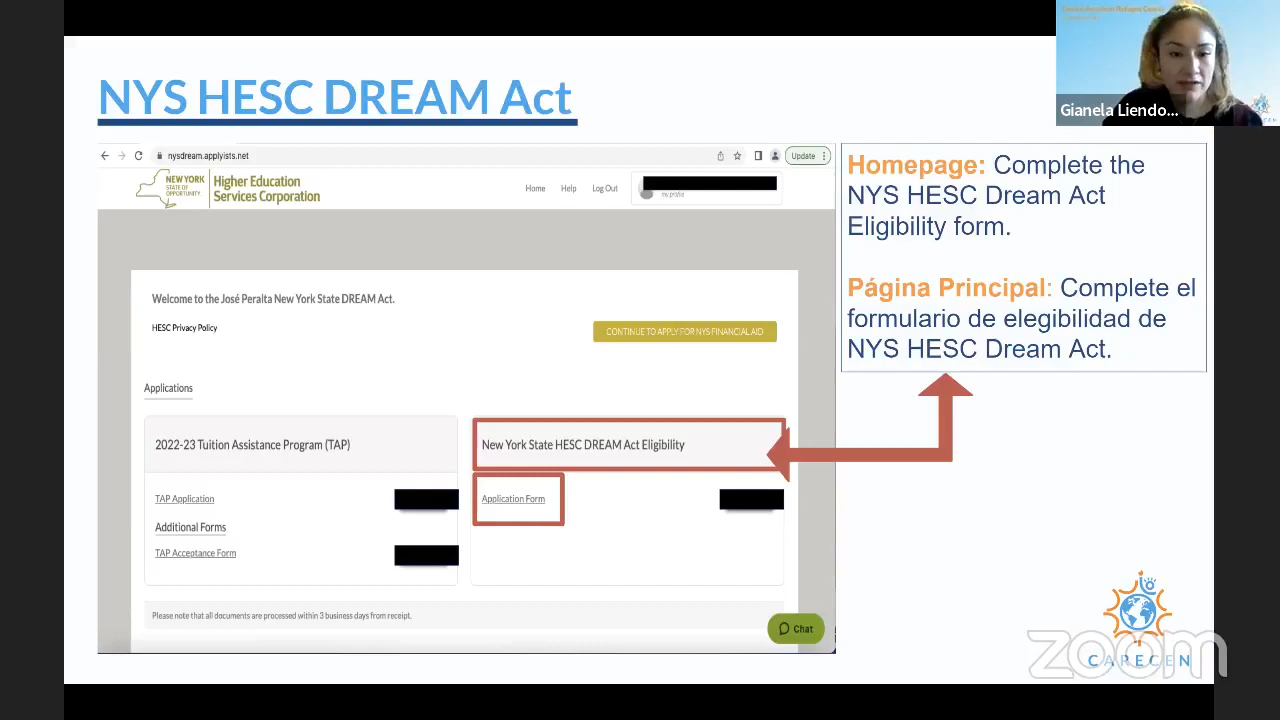 NYS HESC DREAM Act
Gianela Liendo...
nysdream.applyists.net
Update
NEW YORK
STATE OF
OPPORTUNITY
Higher Education
Services Corporation
Home
Help
Log Out
my profile
Welcome to the José Peralta New York State DREAM Act.
HESC Privacy Policy
CONTINUE TO APPLY FOR NYS FINANCIAL AID
Applications
2022-23 Tuition Assistance Program (TAP)
TAP Application
Additional Forms
TAP Acceptance Form
New York State HESC DREAM Act Eligibility
Application Form
Please note that all documents are processed within 3 business days from receipt.
Chat
Homepage: Complete the
NYS HESC Dream Act
Eligibility form.
Página Principal: Complete el
formulario de elegibilidad de
NYS HESC Dream Act.
zoom
CARECEN